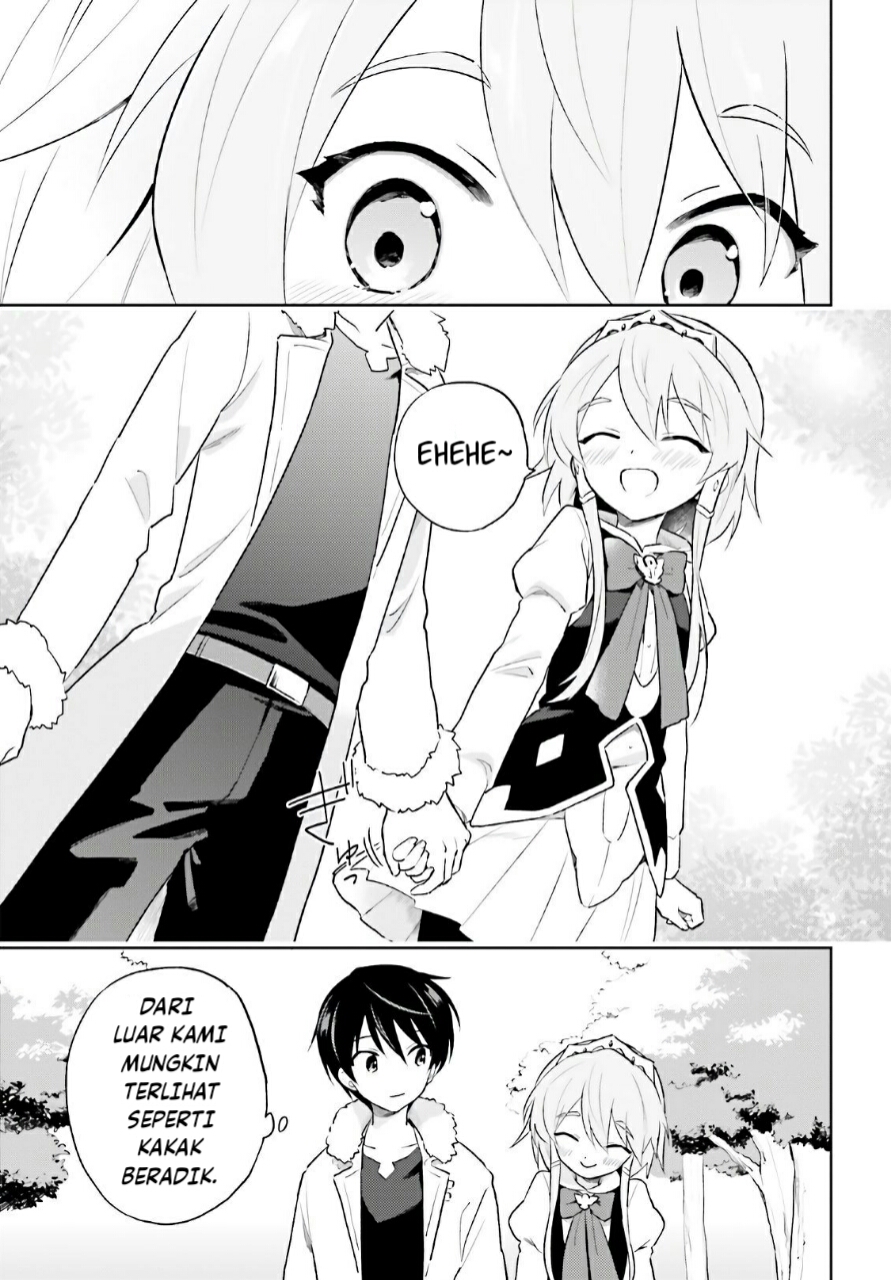 EHEHE~
DARI
LUAR KAMI
MUNGKIN
TERLIHAT
SEPERTI
KAKAK
BERADIK.